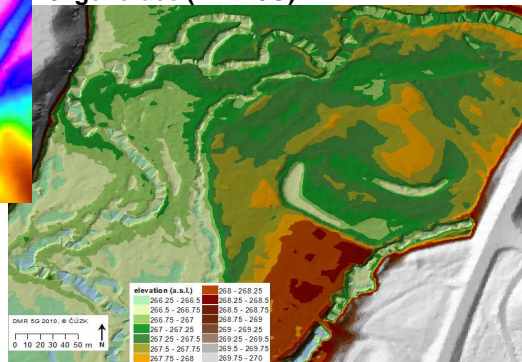 elevation (a.s.l.)
266.25 - 266.5
266.5 - 266.75
266.75 - 267
267 - 267.25
267.25 - 267.5
267.5 - 267.75
267.75 - 268
268 - 268.25
268.25 - 268.5
268.5 - 268.75
268.75 - 269
269 - 269.25
269.25 - 269.5
269.5 - 269.75
269.75 - 270
DMR 5G 2010, © ČÚZK
0 10 20 30 40 50 m
N